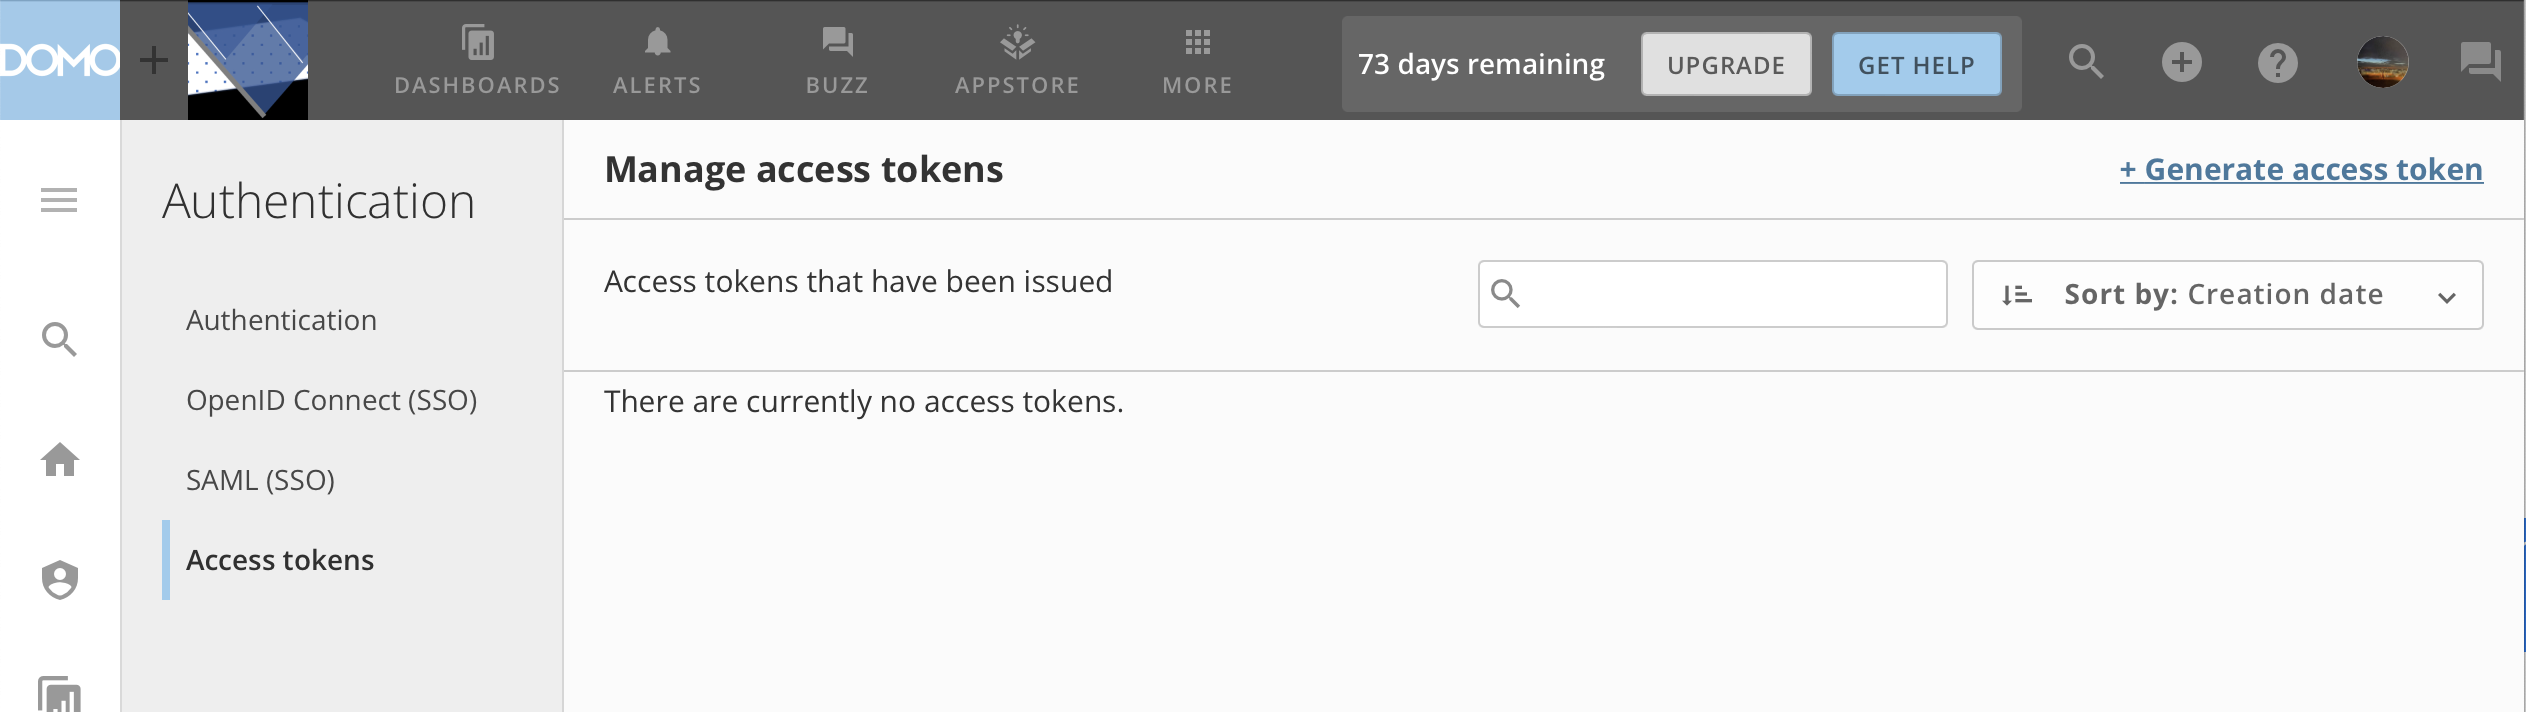 DOMO
DASHBOARDS
ALERTS
BUZZ
APPSTORE
MORE
73 days remaining
UPGRADE
GET HELP
Authentication
Authentication
OpenID Connect (SSO)
SAML (SSO)
Access tokens
Manage access tokens
+ Generate access token
Access tokens that have been issued
Sort by: Creation date
There are currently no access tokens.